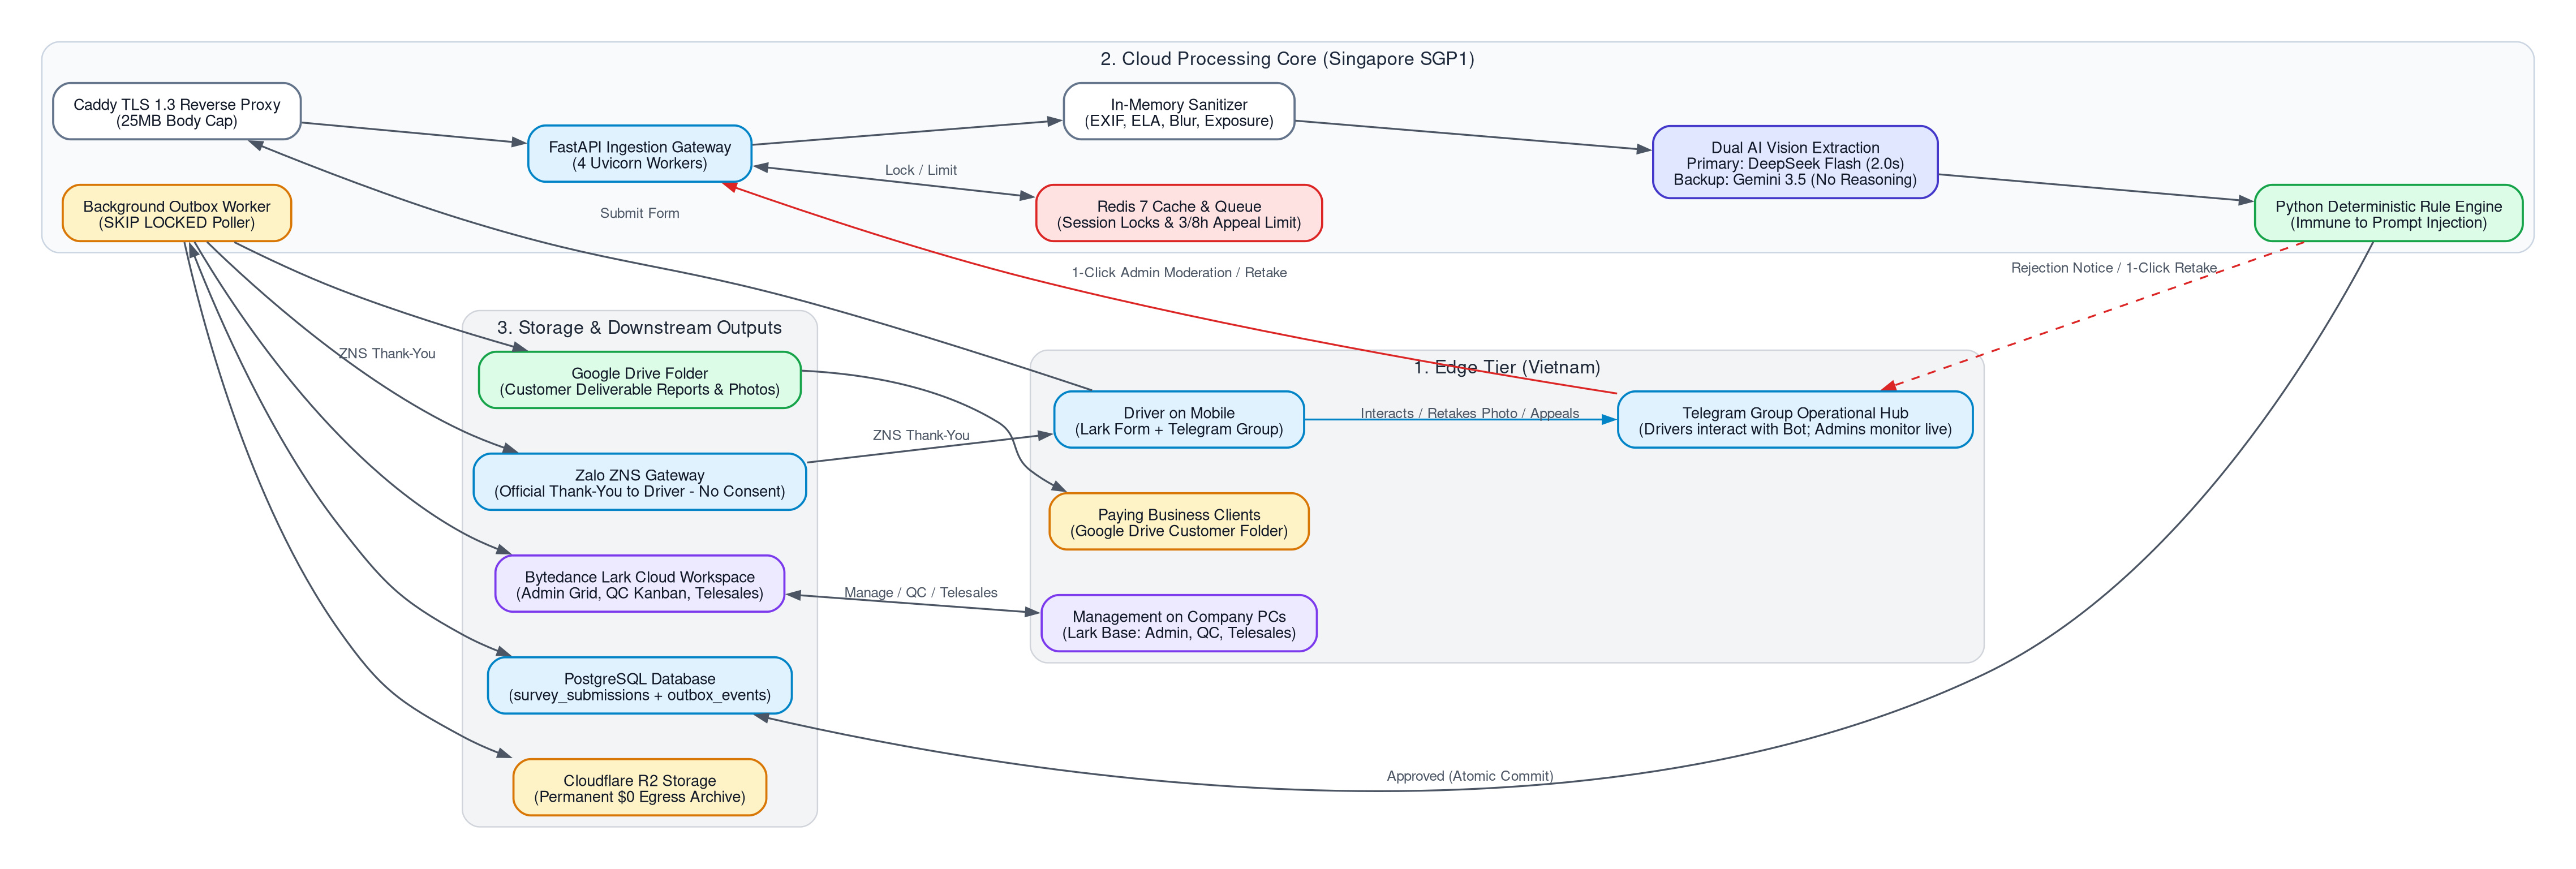 2. Cloud Processing Core (Singapore SGP1)
Caddy TLS 1.3 Reverse Proxy
(25MB Body Cap)
FastAPI Ingestion Gateway
(4 Uvicorn Workers)
In-Memory Sanitizer
(EXIF, ELA, Blur, Exposure)
Dual AI Vision Extraction
Primary: DeepSeek Flash (2.0s)
Backup: Gemini 3.5 (No Reasoning)
Lock / Limit
Background Outbox Worker
(SKIP LOCKED Poller)
Submit Form
Redis 7 Cache & Queue
(Session Locks & 3/8h Appeal Limit)
Python Deterministic Rule Engine
(Immune to Prompt Injection)
1-Click Admin Moderation / Retake
Rejection Notice / 1-Click Retake
3. Storage & Downstream Outputs
ZNS Thank-You
Google Drive Folder
(Customer Deliverable Reports & Photos)
Zalo ZNS Gateway
(Official Thank-You to Driver - No Consent)
Bytedance Lark Cloud Workspace
(Admin Grid, QC Kanban, Telesales)
PostgreSQL Database
(survey_submissions + outbox_events)
Cloudflare R2 Storage
(Permanent $0 Egress Archive)
ZNS Thank-You
Manage / QC / Telesales
1. Edge Tier (Vietnam)
Driver on Mobile
(Lark Form + Telegram Group)
Interacts / Retakes Photo / Appeals
Telegram Group Operational Hub
(Drivers interact with Bot; Admins monitor live)
Paying Business Clients
(Google Drive Customer Folder)
Management on Company PCs
(Lark Base: Admin, QC, Telesales)
Approved (Atomic Commit)